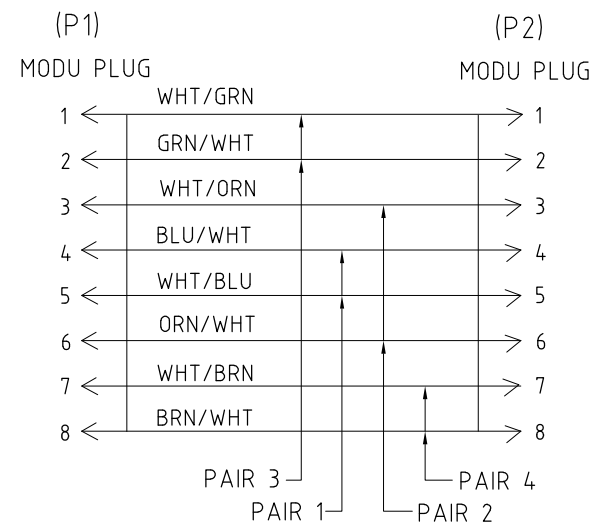 (P1) (P2)
MODU PLUG MODU PLUG
1 WHT/GRN 1
2 GRN/WHT 2
3 WHT/ORN 3
4 BLU/WHT 4
5 WHT/BLU 5
6 ORN/WHT 6
7 WHT/BRN 7
8 BRN/WHT 8
PAIR 3 PAIR 4
PAIR 1 PAIR 2